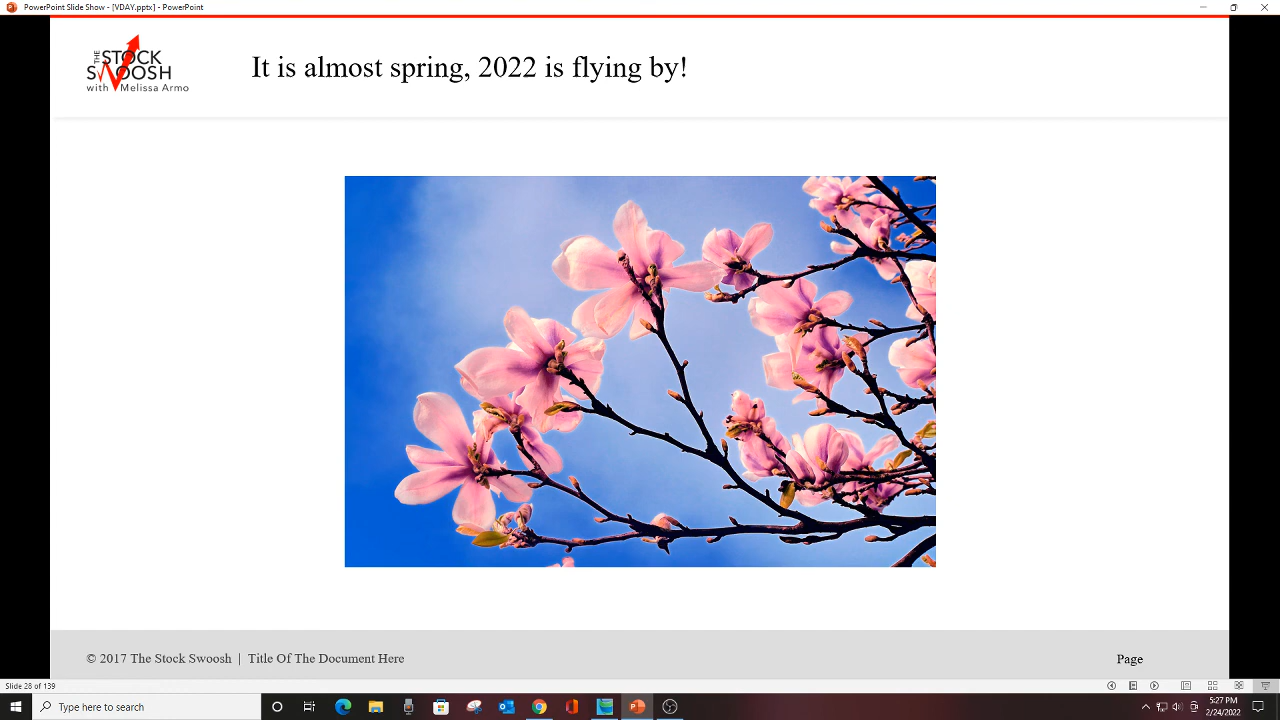 PowerPoint Slide Show - [VDAY.pptx] - PowerPoint
THE
STOCK
SWOOSH
with Melissa Armo
It is almost spring, 2022 is flying by!
© 2017 The Stock Swoosh | Title Of The Document Here
Page
Slide 28 of 139
Type here to search
5:27 PM
2/24/2022